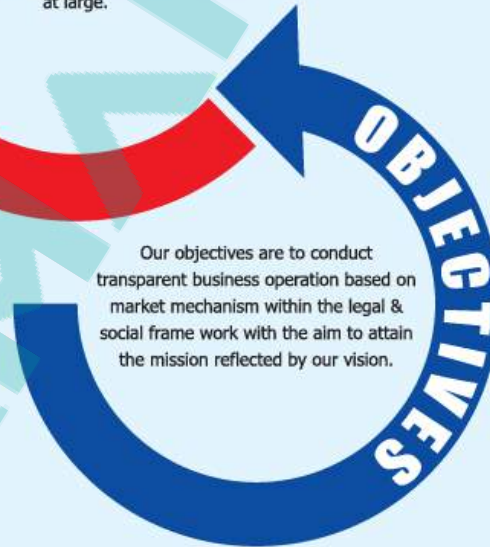 at large.
OBJECTIVES
Our objectives are to conduct
transparent business operation based on
market mechanism within the legal &
social frame work with the aim to attain
the mission reflected by our vision.